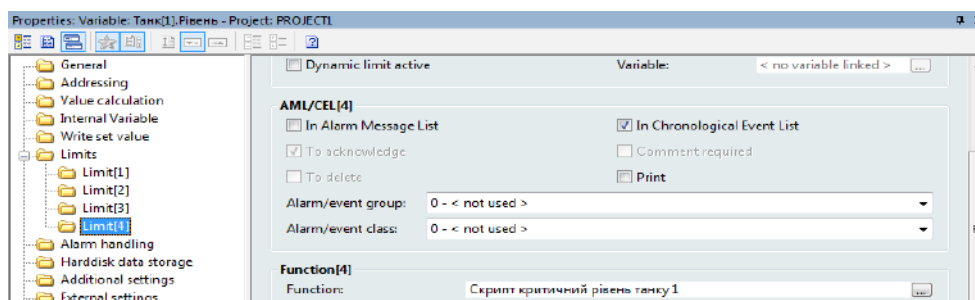 Properties: Variable: Танк[1].Рівень - Project: PROJECT1
General
Dynamic limit active Variable: < no variable linked > ...
Addressing
Value calculation
AML/CEL[4]
Internal Variable
In Alarm Message List In Chronological Event List
Write set value
To acknowledge Comment required
Limits
Limit[1]
To delete Print
Limit[2]
Alarm/event group: 0 - < not used >
Limit[3]
Limit[4]
Alarm/event class: 0 - < not used >
Alarm handling
Harddisk data storage
Function[4]
Additional settings
Function: Скрипт критичний рівень танку1 ...
External settings